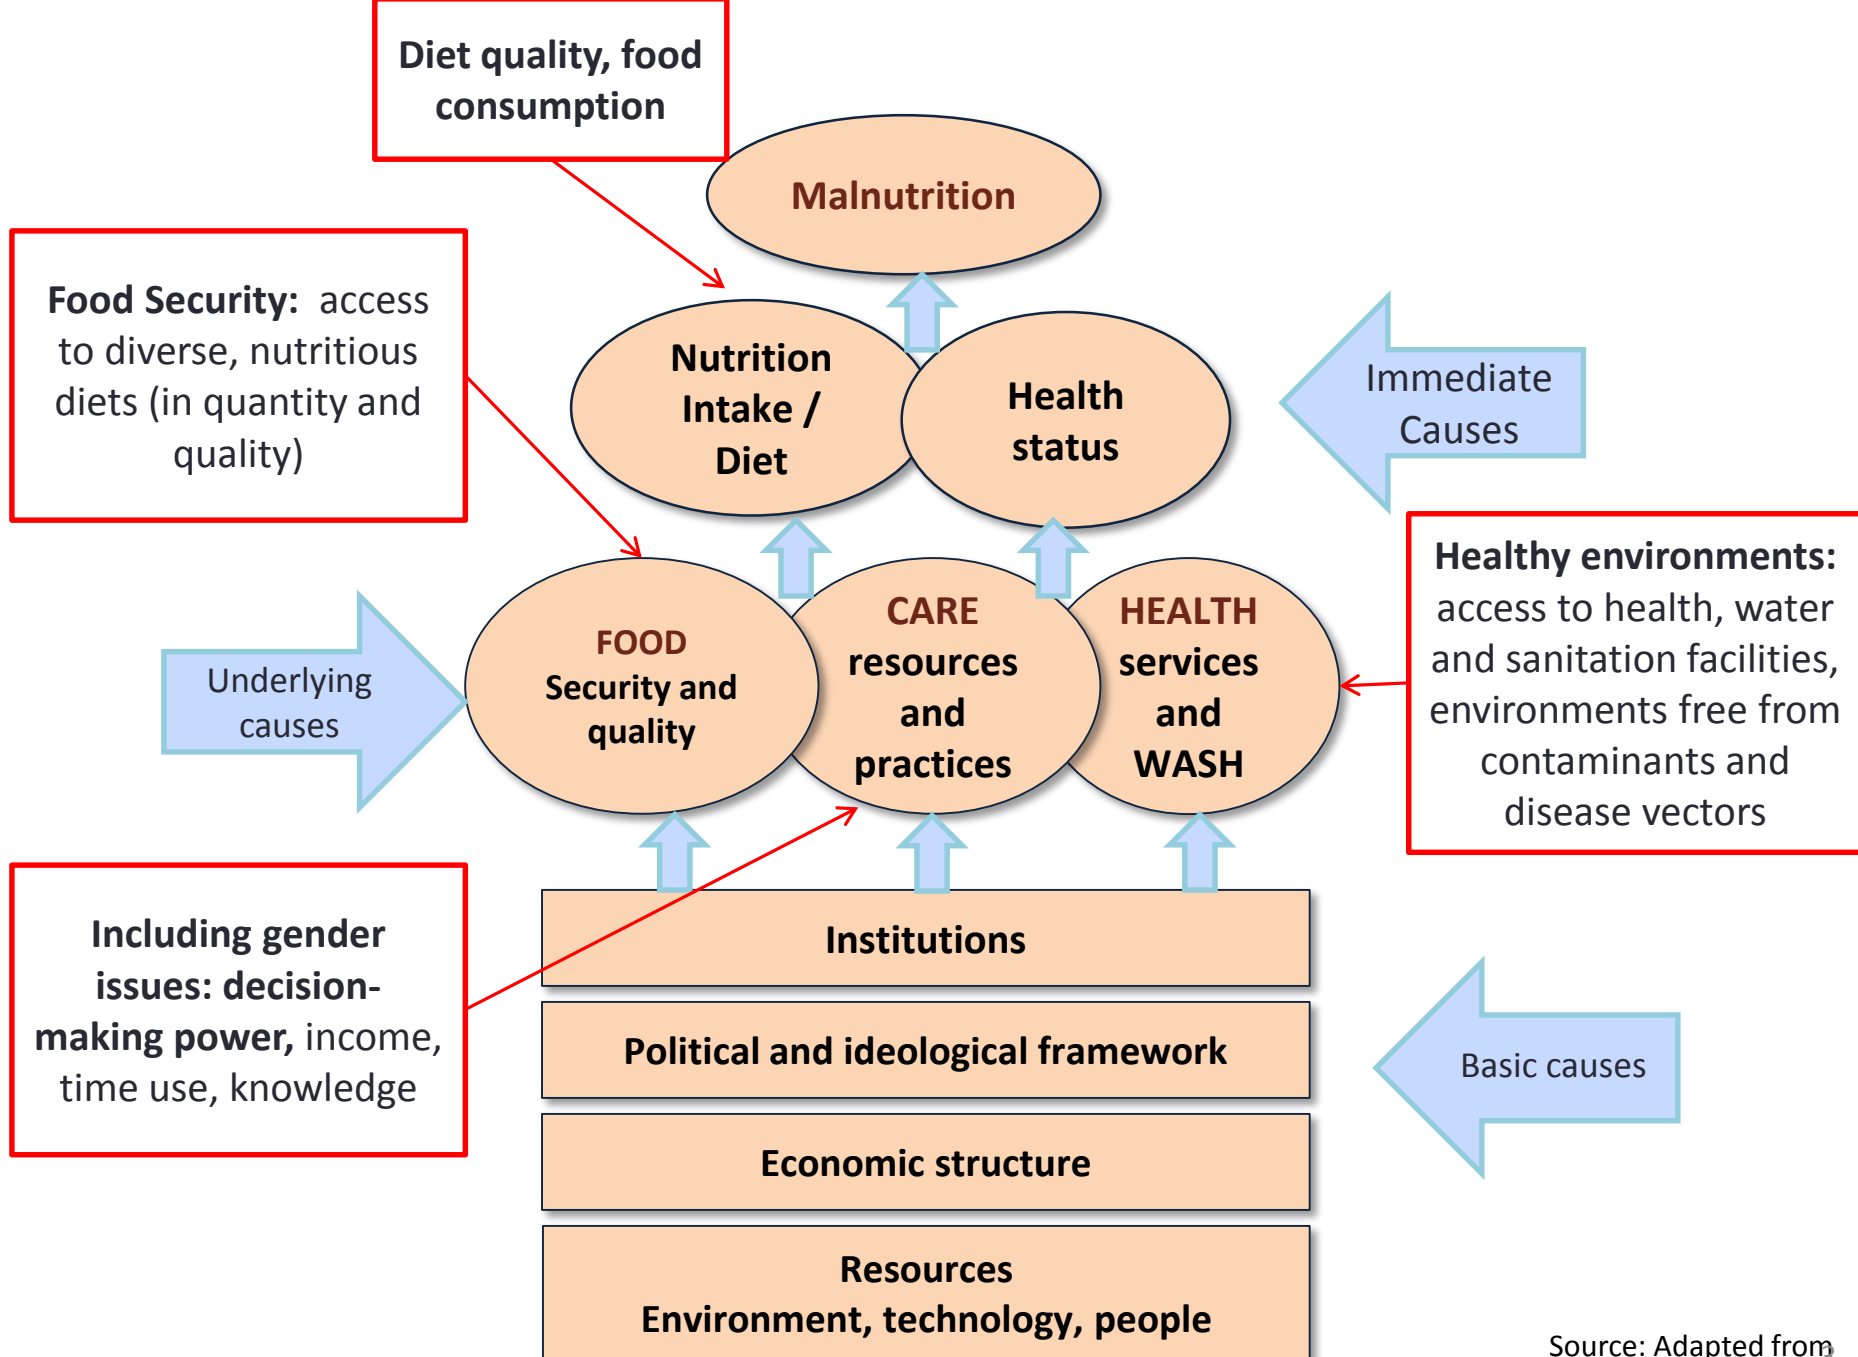 Diet quality, food
consumption
Malnutrition
Food Security: access
to diverse, nutritious
diets (in quantity and
quality)
Nutrition
Intake /
Diet
Health
status
Immediate
Causes
Healthy environments:
access to health, water
and sanitation facilities,
environments free from
contaminants and
disease vectors
Underlying
causes
FOOD
Security and
quality
CARE
resources
and
practices
HEALTH
services
and
WASH
Including gender
issues: decision-
making power, income,
time use, knowledge
Institutions
Political and ideological framework
Economic structure
Resources
Environment, technology, people
Basic causes
Source: Adapted from